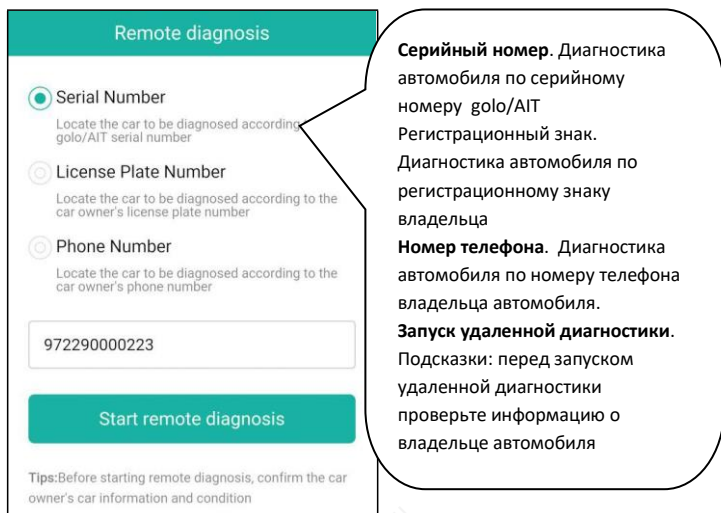 Remote diagnosis
Serial Number
Locate the car to be diagnosed according
golo/AIT serial number
License Plate Number
Locate the car to be diagnosed according to the
car owner's license plate number
Phone Number
Locate the car to be diagnosed according to the
car owner's phone number
972290000223
Start remote diagnosis
Tips:Before starting remote diagnosis, confirm the car
owner's car information and condition
Серийный номер. Диагностика
автомобиля по серийному
номеру golo/AIT
Регистрационный знак.
Диагностика автомобиля по
регистрационному знаку
владельца
Номер телефона. Диагностика
автомобиля по номеру телефона
владельца автомобиля.
Запуск удаленной диагностики.
Подсказки: перед запуском
удаленной диагностики
проверьте информацию о
владельце автомобиля